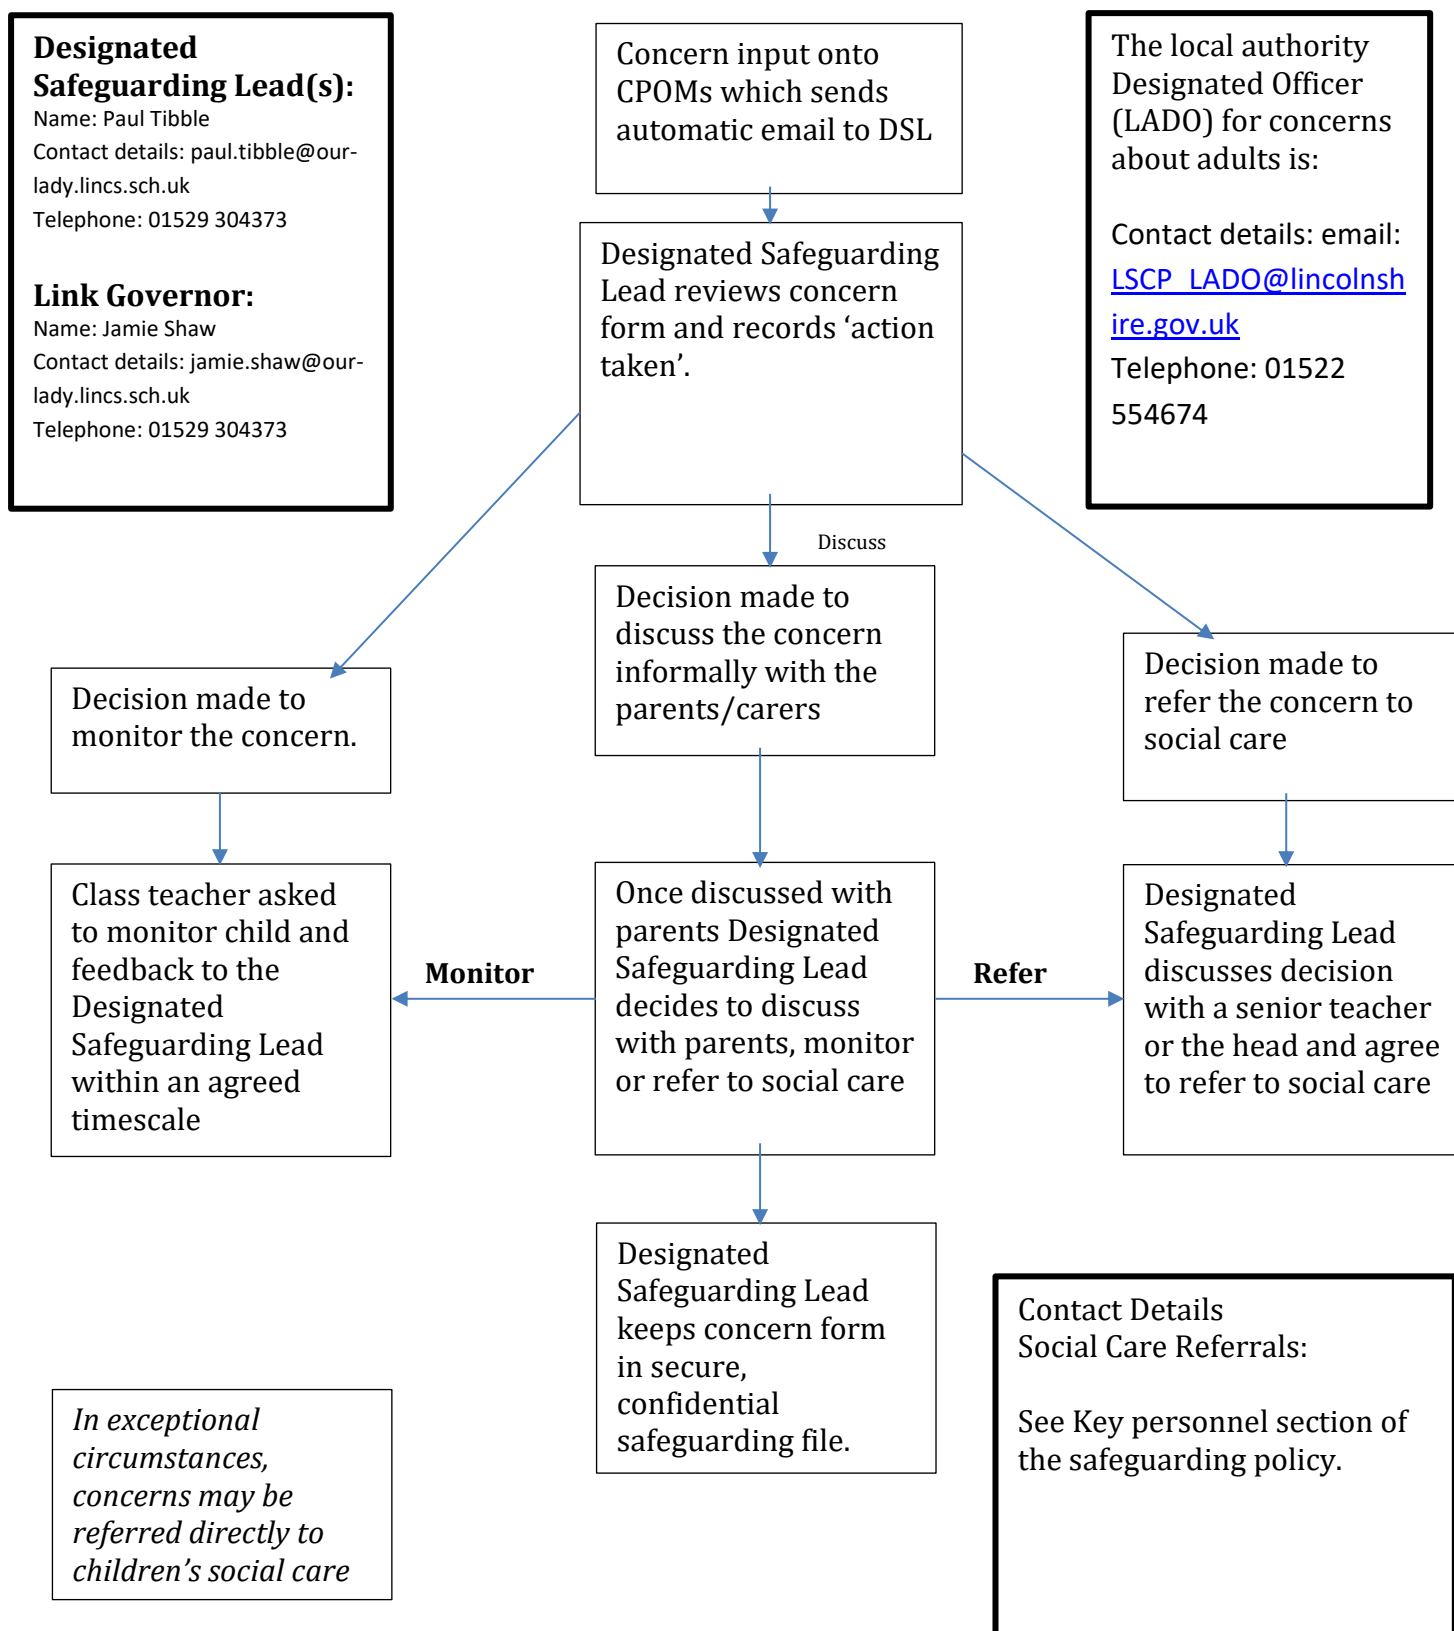 Designated
Safeguarding Lead(s):
Name: Paul Tibble
Contact details: paul.tibble@our-
lady.lincs.sch.uk
Telephone: 01529 304373
Link Governor:
Name: Jamie Shaw
Contact details: jamie.shaw@our-
lady.lincs.sch.uk
Telephone: 01529 304373
Concern input onto
CPOMs which sends
automatic email to DSL
The local authority
Designated Officer
(LADO) for concerns
about adults is:
Contact details: email:
LSCP_LADO@lincolnsh
ire.gov.uk
Telephone: 01522
554674
Designated Safeguarding
Lead reviews concern
form and records ‘action
taken’.
Discuss
Decision made to
monitor the concern.
Decision made to
discuss the concern
informally with the
parents/carers
Decision made to
refer the concern to
social care
Class teacher asked
to monitor child and
feedback to the
Designated
Safeguarding Lead
within an agreed
timescale
Monitor
Once discussed with
parents Designated
Safeguarding Lead
decides to discuss
with parents, monitor
or refer to social care
Refer
Designated
Safeguarding Lead
discusses decision
with a senior teacher
or the head and agree
to refer to social care
Designated
Safeguarding Lead
keeps concern form
in secure,
confidential
safeguarding file.
In exceptional
circumstances,
concerns may be
referred directly to
children’s social care
Contact Details
Social Care Referrals:
See Key personnel section of
the safeguarding policy.